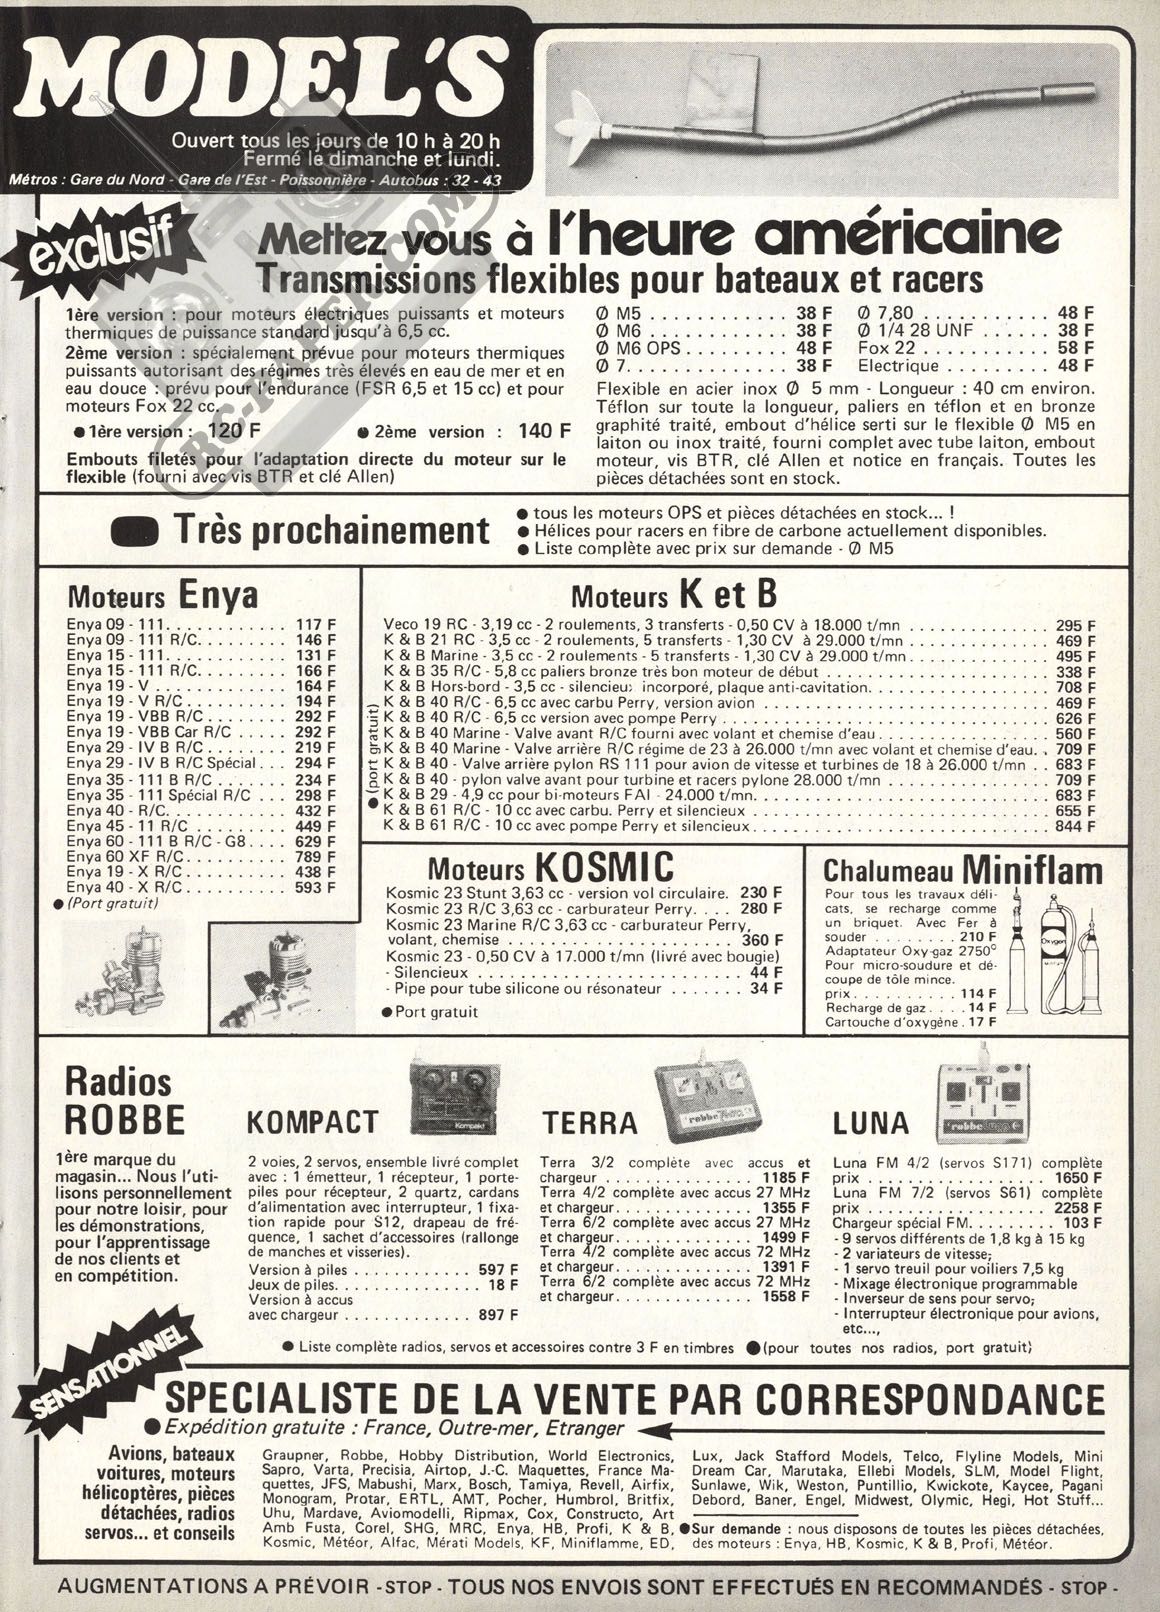 MODEL'S
Ouvert tous les jours de 10 h à 20 h
Fermé le dimanche et lundi.
Métros : Gare du Nord - Gare de l'Est - Poissonnière - Autobus : 32 - 43
exclusif
Mettez vous à l'heure américaine
Transmissions flexibles pour bateaux et racers
1ère version : pour moteurs électriques puissants et moteurs
thermiques de puissance standard jusqu'à 6,5 cc.
2ème version : spécialement prévue pour moteurs thermiques
puissants autorisant des régimes très élevés en eau de mer et en
eau douce : prévu pour l'endurance (FSR 6,5 et 15 cc) et pour
moteurs Fox 22 cc.
● 1ère version : 120 F ● 2ème version : 140 F
Embouts filetés pour l'adaptation directe du moteur sur le
flexible (fourni avec vis BTR et clé Allen)
Ø M5 . . . . . . . . . . . . 38 F
Ø M6 . . . . . . . . . . . . 38 F
Ø M6 OPS . . . . . . . . . 48 F
Ø 7. . . . . . . . . . . . . . 38 F
Ø 7,80 . . . . . . . . . . . 48 F
Ø 1/4 28 UNF . . . . . . . 38 F
Fox 22 . . . . . . . . . . . 58 F
Electrique . . . . . . . . . 48 F
Flexible en acier inox Ø 5 mm - Longueur : 40 cm environ.
Téflon sur toute la longueur, paliers en téflon et en bronze
graphité traité, embout d'hélice serti sur le flexible Ø M5 en
laiton ou inox traité, fourni complet avec tube laiton, embout
moteur, vis BTR, clé Allen et notice en français. Toutes les
pièces détachées sont en stock.
RC-PAPER.COM
Très prochainement
● tous les moteurs OPS et pièces détachées en stock... !
● Hélices pour racers en fibre de carbone actuellement disponibles.
● Liste complète avec prix sur demande - Ø M5
Moteurs Enya
Enya 09 - 111. . . . . . . . . . . 117 F
Enya 09 - 111 R/C. . . . . . . . 146 F
Enya 15 - 111. . . . . . . . . . . 131 F
Enya 15 - 111 R/C. . . . . . . . 166 F
Enya 19 - V . . . . . . . . . . . . 164 F
Enya 19 - V R/C. . . . . . . . . 194 F
Enya 19 - VBB R/C . . . . . . . 292 F
Enya 19 - VBB Car R/C . . . . 292 F
Enya 29 - IV B R/C . . . . . . . 219 F
Enya 29 - IV B R/C Spécial . . . 294 F
Enya 35 - 111 B R/C . . . . . . 234 F
Enya 35 - 111 Spécial R/C . . . 298 F
Enya 40 - R/C. . . . . . . . . . . 432 F
Enya 45 - 11 R/C . . . . . . . . 449 F
Enya 60 - 111 B R/C - G8 . . . . 629 F
Enya 60 XF R/C. . . . . . . . . 789 F
Enya 19 - X R/C . . . . . . . . . 438 F
Enya 40 - X R/C . . . . . . . . . 593 F
● (Port gratuit)
Moteurs K et B
● (port gratuit)
Veco 19 RC - 3,19 cc - 2 roulements, 3 transferts - 0,50 CV à 18.000 t/mn . . . . . . 295 F
K & B 21 RC - 3,5 cc - 2 roulements, 5 transferts - 1,30 CV à 29.000 t/mn . . . . . . 469 F
K & B Marine - 3,5 cc - 2 roulements - 5 transferts - 1,30 CV à 29.000 t/mn . . . . . . 495 F
K & B 35 R/C - 5,8 cc paliers bronze très bon moteur de début . . . . . . 338 F
K & B Hors-bord - 3,5 cc - silencieux incorporé, plaque anti-cavitation. . . . . . 708 F
K & B 40 R/C - 6,5 cc avec carbu Perry, version avion . . . . . . 469 F
K & B 40 R/C - 6,5 cc version avec pompe Perry . . . . . . 626 F
K & B 40 Marine - Valve avant R/C fourni avec volant et chemise d'eau . . . . . . 560 F
K & B 40 Marine - Valve arrière R/C régime de 23 à 26.000 t/mn avec volant et chemise d'eau. . 709 F
K & B 40 - Valve arrière pylon RS 111 pour avion de vitesse et turbines de 18 à 26.000 t/mn . . 683 F
K & B 40 - pylon valve avant pour turbine et racers pylone 28.000 t/mn . . . . . . 709 F
K & B 29 - 4,9 cc pour bi-moteurs FAI - 24.000 t/mn. . . . . . 683 F
K & B 61 R/C - 10 cc avec carbu. Perry et silencieux . . . . . . 655 F
K & B 61 R/C - 10 cc avec pompe Perry et silencieux . . . . . . 844 F
Moteurs KOSMIC
Kosmic 23 Stunt 3,63 cc - version vol circulaire. 230 F
Kosmic 23 R/C 3,63 cc - carburateur Perry. . . . 280 F
Kosmic 23 Marine R/C 3,63 cc - carburateur Perry,
volant, chemise . . . . . . . . . . . . 360 F
Kosmic 23 - 0,50 CV à 17.000 t/mn (livré avec bougie)
- Silencieux . . . . . . . . . . . . . . 44 F
- Pipe pour tube silicone ou résonateur . . . . . . . 34 F
● Port gratuit
Chalumeau Miniflam
Pour tous les travaux déli-
cats, se recharge comme
un briquet. Avec Fer à
souder . . . . . . . . 210 F
Adaptateur Oxy-gaz 2750°
Pour micro-soudure et dé-
coupe de tôle mince.
prix. . . . . . . . . . 114 F
Recharge de gaz . . . . 14 F
Cartouche d'oxygène . 17 F
Oxygen
Radios
ROBBE
1ère marque du
magasin... Nous l'uti-
lisons personnellement
pour notre loisir, pour
les démonstrations,
pour l'apprentissage
de nos clients et
en compétition.
KOMPACT
Kompakt
2 voies, 2 servos, ensemble livré complet
avec : 1 émetteur, 1 récepteur, 1 porte-
piles pour récepteur, 2 quartz, cardans
d'alimentation avec interrupteur, 1 fixa-
tion rapide pour S12, drapeau de fré-
quence, 1 sachet d'accessoires (rallonge
de manches et visseries).
Version à piles . . . . . . . . . . . . 597 F
Jeux de piles. . . . . . . . . . . . . . 18 F
Version à accus
avec chargeur . . . . . . . . . . . . . 897 F
TERRA
robbe Terra
Terra 3/2 complète avec accus et
chargeur . . . . . . . . . . . . . . 1185 F
Terra 4/2 complète avec accus 27 MHz
et chargeur. . . . . . . . . . . . . 1355 F
Terra 6/2 complète avec accus 27 MHz
et chargeur. . . . . . . . . . . . . 1499 F
Terra 4/2 complète avec accus 72 MHz
et chargeur. . . . . . . . . . . . . 1391 F
Terra 6/2 complète avec accus 72 MHz
et chargeur. . . . . . . . . . . . . 1558 F
LUNA
robbe Luna
Luna FM 4/2 (servos S171) complète
prix . . . . . . . . . . . . . . . . . 1650 F
Luna FM 7/2 (servos S61) complète
prix . . . . . . . . . . . . . . . . . 2258 F
Chargeur spécial FM. . . . . . . . . 103 F
- 9 servos différents de 1,8 kg à 15 kg
- 2 variateurs de vitesse;
- 1 servo treuil pour voiliers 7,5 kg
- Mixage électronique programmable
- Inverseur de sens pour servo;
- Interrupteur électronique pour avions,
etc...,
● Liste complète radios, servos et accessoires contre 3 F en timbres ● (pour toutes nos radios, port gratuit)
SENSATIONNEL
SPECIALISTE DE LA VENTE PAR CORRESPONDANCE
● Expédition gratuite : France, Outre-mer, Etranger
Avions, bateaux
voitures, moteurs
hélicoptères, pièces
détachées, radios
servos... et conseils
Graupner, Robbe, Hobby Distribution, World Electronics,
Sapro, Varta, Precisia, Airtop, J.-C. Maquettes, France Ma-
quettes, JFS, Mabushi, Marx, Bosch, Tamiya, Revell, Airfix,
Monogram, Protar, ERTL, AMT, Pocher, Humbrol, Britfix,
Uhu, Mardave, Aviomodelli, Ripmax, Cox, Constructo, Art
Amb Fusta, Corel, SHG, MRC, Enya, HB, Profi, K & B,
Kosmic, Météor, Alfac, Mérati Models, KF, Miniflamme, ED,
Lux, Jack Stafford Models, Telco, Flyline Models, Mini
Dream Car, Marutaka, Ellebi Models, SLM, Model Flight,
Sunlawe, Wik, Weston, Puntillio, Kwickote, Kaycee, Pagani
Debord, Baner, Engel, Midwest, Olymic, Hegi, Hot Stuff...
● Sur demande : nous disposons de toutes les pièces détachées,
des moteurs : Enya, HB, Kosmic, K & B, Profi, Météor.
AUGMENTATIONS A PRÉVOIR - STOP - TOUS NOS ENVOIS SONT EFFECTUÉS EN RECOMMANDÉS - STOP -